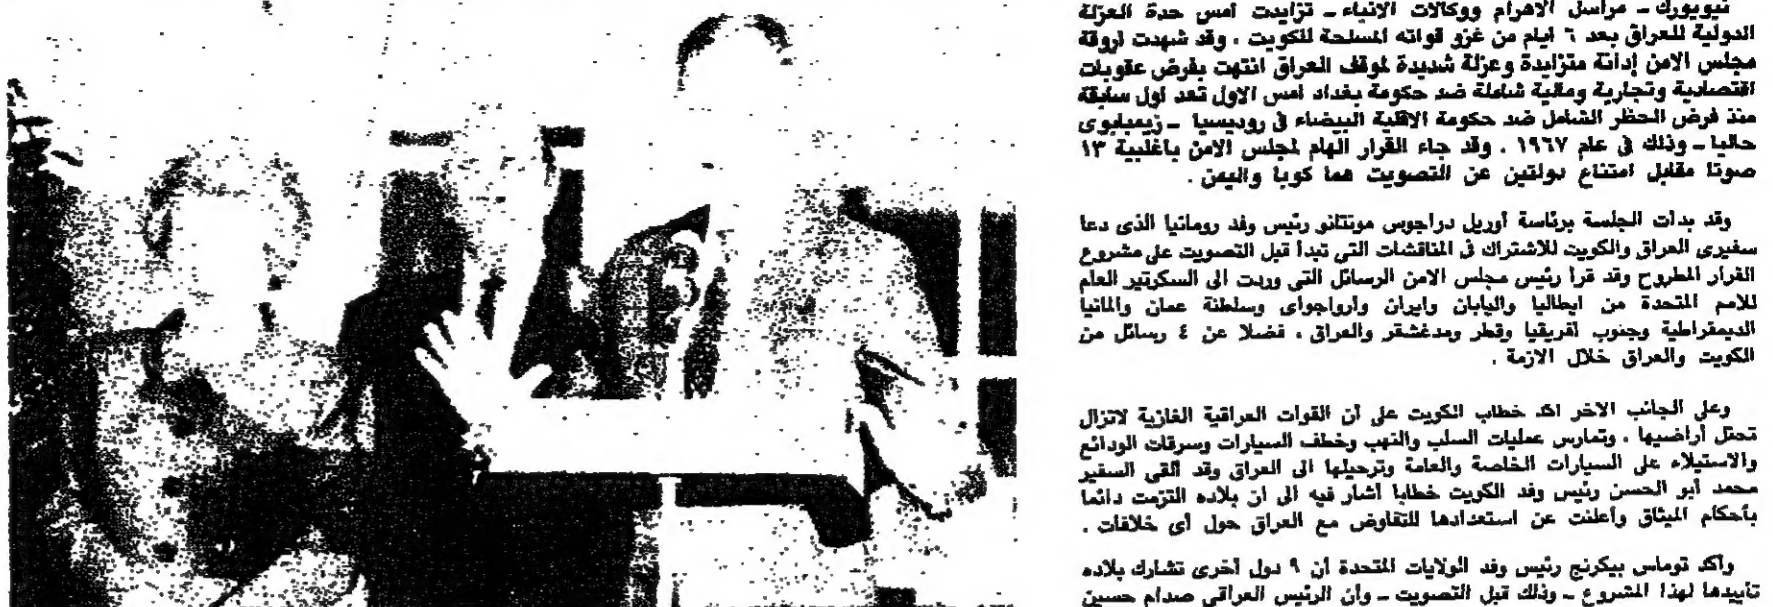 نيويورك ـ مراسل الاهرام ووكالات الانباء ـ تزايدت امس حدة العزلة
الدولية للعراق بعد ٦ ايام من غزو قواته المسلحة للكويت . وقد شهدت اروقة
مجلس الامن إدانة متزايدة وعزلة شديدة لموقف العراق انتهت بفرض عقوبات
اقتصادية وتجارية ومالية شاملة ضد حكومة بغداد امس الاول تعد اول سابقة
منذ فرض الحظر الشامل ضد حكومة الاقلية البيضاء فى روديسيا ـ زيمبابوى
حاليا ـ وذلك فى عام ١٩٦٧ . وقد جاء القرار الهام لمجلس الامن باغلبية ١٣
صوتا مقابل امتناع دولتين عن التصويت هما كوبا واليمن .
وقد بدأت الجلسة برئاسة أوريل دراجوس مونتانو رئيس وفد رومانيا الذى دعا
سفيرى العراق والكويت للاشتراك فى المناقشات التى تبدأ قبل التصويت على مشروع
القرار المطروح وقد قرأ رئيس مجلس الامن الرسائل التى وردت الى السكرتير العام
للامم المتحدة من ايطاليا واليابان وايران وارواجواى وسلطنة عمان والمانيا
الديمقراطية وجنوب افريقيا وقطر ومدغشقر والعراق ، فضلا عن ٤ رسائل من
الكويت والعراق خلال الازمة .
وعلى الجانب الاخر اكد خطاب الكويت على أن القوات العراقية الغازية لاتزال
تحتل أراضيها ، وتمارس عمليات السلب والنهب وخطف السيارات وسرقات الودائع
والاستيلاء على السيارات الخاصة والعامة وترحيلها الى العراق وقد ألقى السفير
محمد أبو الحسن رئيس وفد الكويت خطابا أشار فيه الى ان بلاده التزمت دائما
بأحكام الميثاق وأعلنت عن استعدادها للتفاوض مع العراق حول أى خلافات .
واكد توماس بيكرنج رئيس وفد الولايات المتحدة أن ٩ دول أخرى تشارك بلاده
تأييدها لهذا المشروع ـ وذلك قبل التصويت ـ وأن الرئيس العراقى صدام حسين